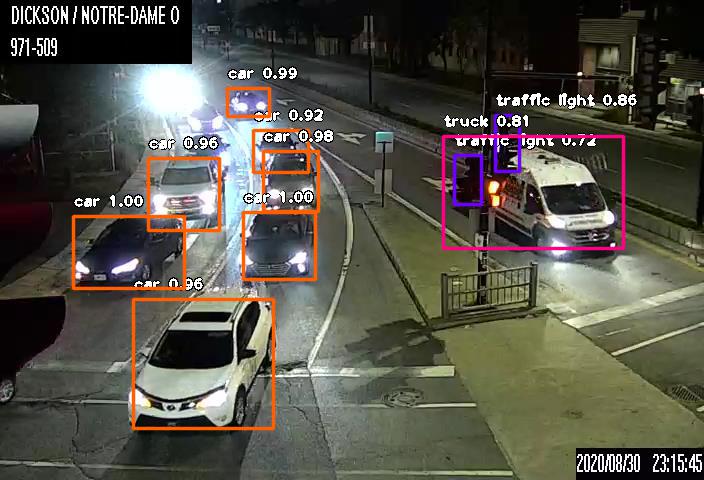 DICKSON / NOTRE-DAME O
971-509
car 0.99
traffic light 0.86
car 0.92
truck 0.81
car 0.98
traffic light 0.72
car 0.96
car 1.00
car 1.00
car 0.96
2020/08/30 23:15:45